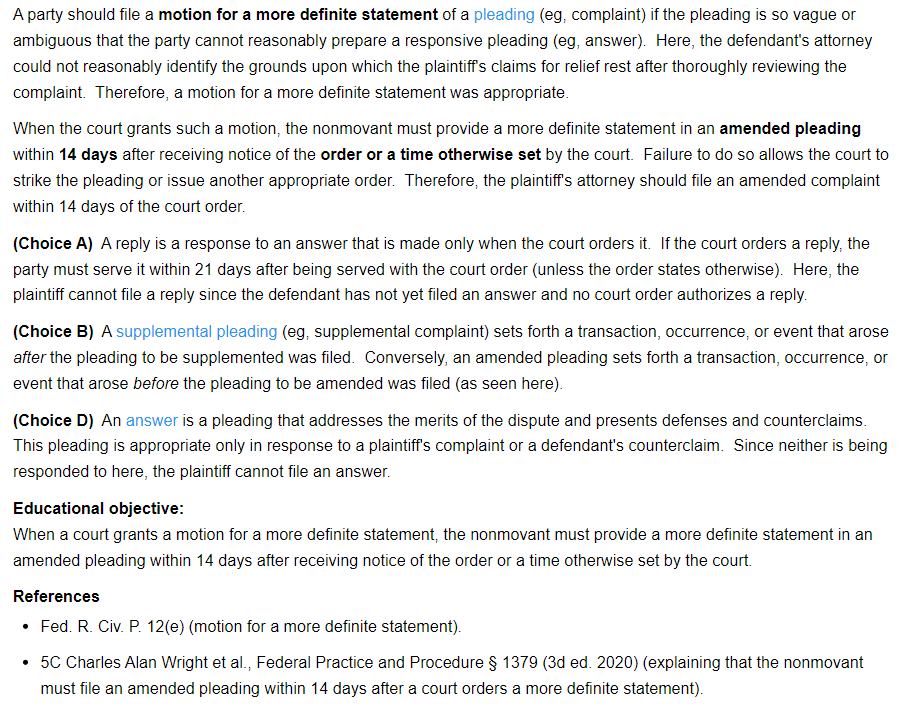 A party should file a motion for a more definite statement of a pleading (eg, complaint) if the pleading is so vague or
ambiguous that the party cannot reasonably prepare a responsive pleading (eg, answer).  Here, the defendant's attorney
could not reasonably identify the grounds upon which the plaintiff's claims for relief rest after thoroughly reviewing the
complaint.  Therefore, a motion for a more definite statement was appropriate.
When the court grants such a motion, the nonmovant must provide a more definite statement in an amended pleading
within 14 days after receiving notice of the order or a time otherwise set by the court.  Failure to do so allows the court to
strike the pleading or issue another appropriate order.  Therefore, the plaintiff's attorney should file an amended complaint
within 14 days of the court order.
(Choice A)  A reply is a response to an answer that is made only when the court orders it.  If the court orders a reply, the
party must serve it within 21 days after being served with the court order (unless the order states otherwise).  Here, the
plaintiff cannot file a reply since the defendant has not yet filed an answer and no court order authorizes a reply.
(Choice B)  A supplemental pleading (eg, supplemental complaint) sets forth a transaction, occurrence, or event that arose
after the pleading to be supplemented was filed.  Conversely, an amended pleading sets forth a transaction, occurrence, or
event that arose before the pleading to be amended was filed (as seen here).
(Choice D)  An answer is a pleading that addresses the merits of the dispute and presents defenses and counterclaims.
This pleading is appropriate only in response to a plaintiff's complaint or a defendant's counterclaim.  Since neither is being
responded to here, the plaintiff cannot file an answer.
Educational objective:
When a court grants a motion for a more definite statement, the nonmovant must provide a more definite statement in an
amended pleading within 14 days after receiving notice of the order or a time otherwise set by the court.
References
• Fed. R. Civ. P. 12(e) (motion for a more definite statement).
• 5C Charles Alan Wright et al., Federal Practice and Procedure § 1379 (3d ed. 2020) (explaining that the nonmovant
must file an amended pleading within 14 days after a court orders a more definite statement).